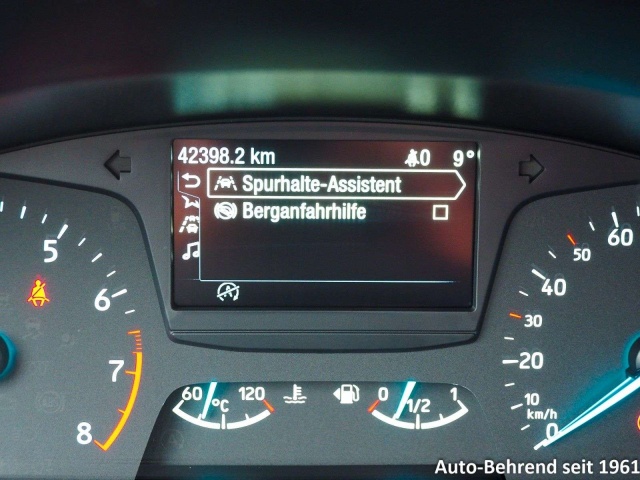 42398.2 km 0 9°
Spurhalte-Assistent
Berganfahrhilfe
5
6
7
8
60 °C 120
0 1/2 1
60
50
40
30
20
10
km/h
0
Auto-Behrend seit 1961